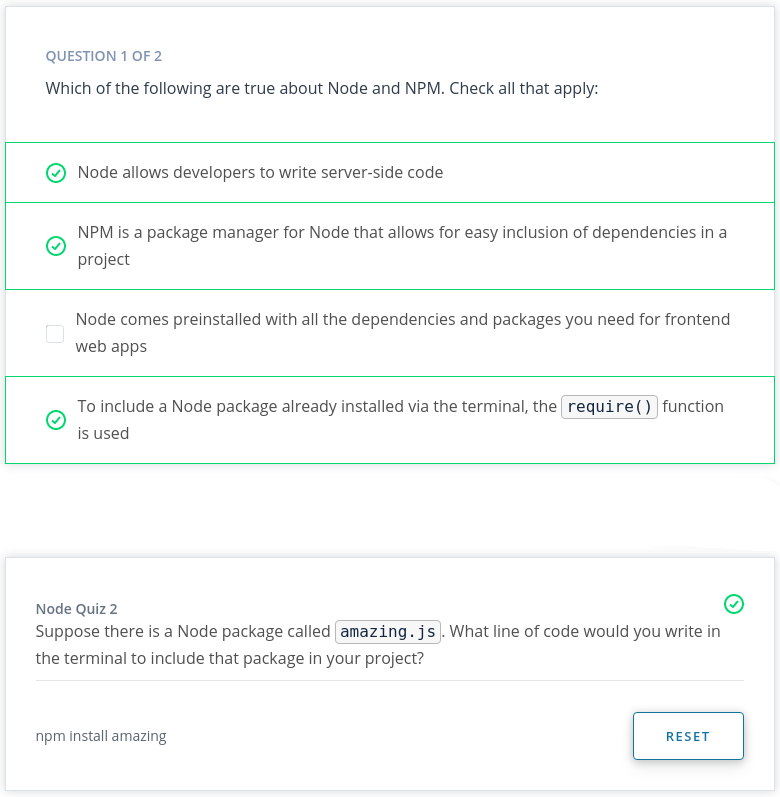 QUESTION 1 OF 2
Which of the following are true about Node and NPM. Check all that apply:
Node allows developers to write server-side code
NPM is a package manager for Node that allows for easy inclusion of dependencies in a
project
Node comes preinstalled with all the dependencies and packages you need for frontend
web apps
To include a Node package already installed via the terminal, the require() function
is used
Node Quiz 2
Suppose there is a Node package called amazing.js. What line of code would you write in
the terminal to include that package in your project?
npm install amazing
RESET